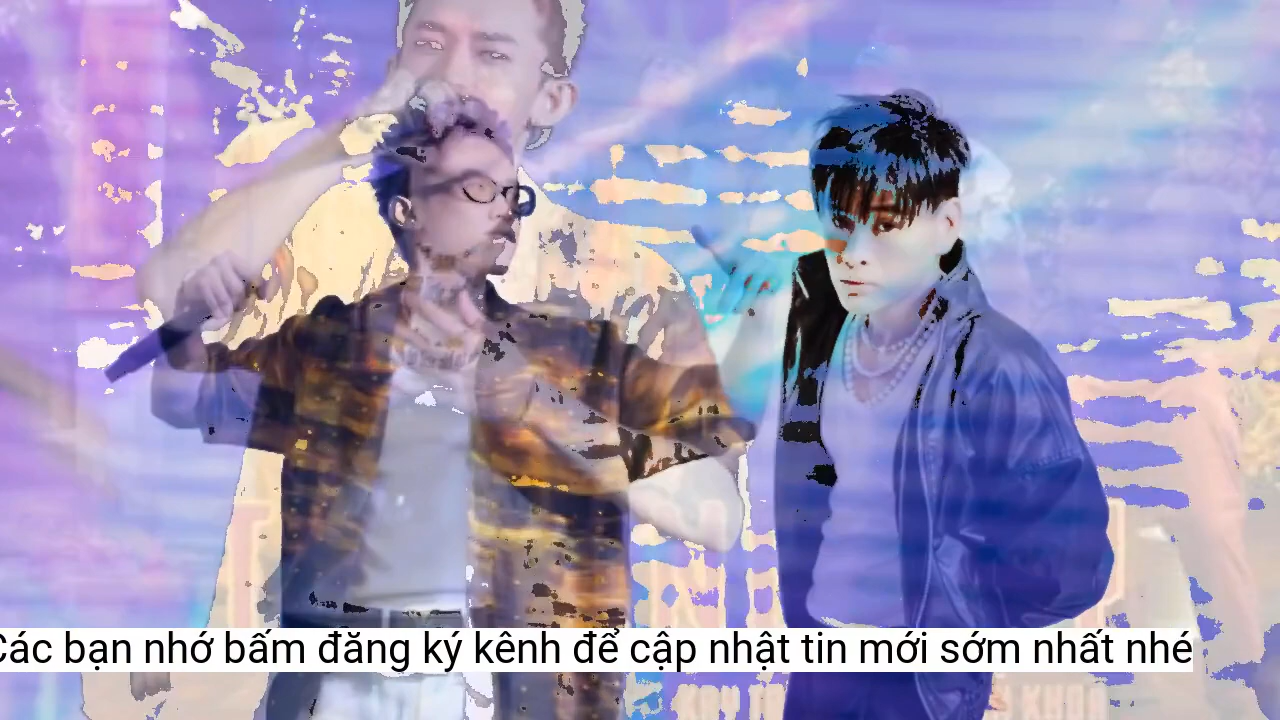 Các bạn nhớ bấm đăng ký kênh để cập nhật tin mới sớm nhất nhé